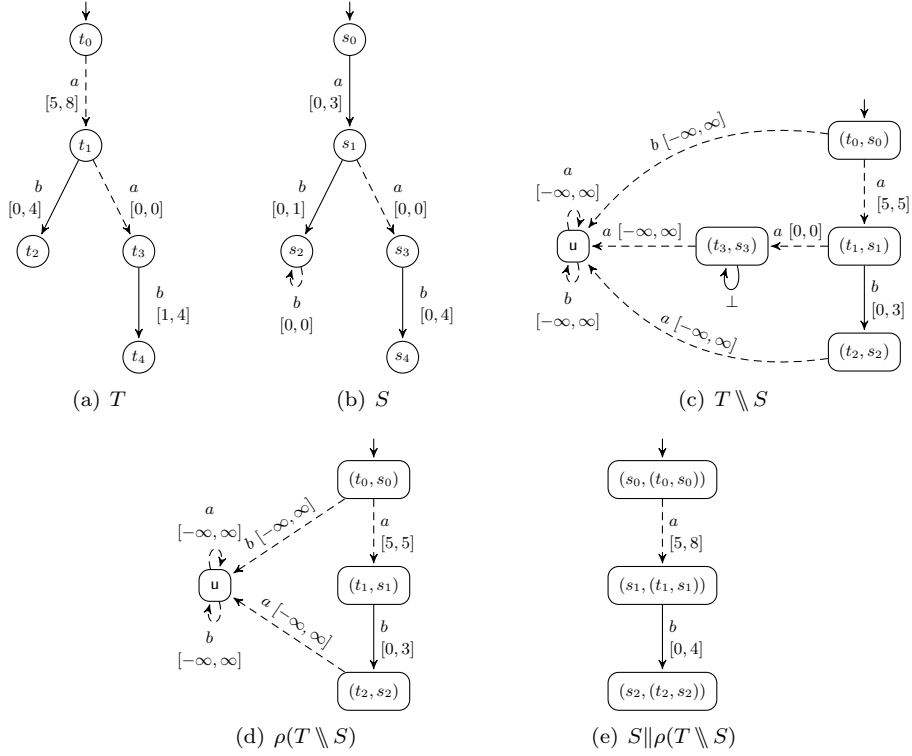 t₀
a
[5, 8]
t₁
b
[0, 4]
a
[0, 0]
t₂
t₃
b
[1, 4]
t₄
(a) T
s₀
a
[0, 3]
s₁
b
[0, 1]
a
[0, 0]
s₂
s₃
b
[0, 0]
b
[0, 4]
s₄
(b) S
(t₀, s₀)
b [−∞, ∞]
a
[5, 5]
a
[−∞, ∞]
u
a [−∞, ∞]
(t₃, s₃)
a [0, 0]
(t₁, s₁)
⊥
b
[−∞, ∞]
b
[0, 3]
a [−∞, ∞]
(t₂, s₂)
(c) T ⑊ S
(t₀, s₀)
b [−∞, ∞]
a
[5, 5]
a
[−∞, ∞]
u
(t₁, s₁)
b
[−∞, ∞]
a [−∞, ∞]
b
[0, 3]
(t₂, s₂)
(d) ρ(T ⑊ S)
(s₀, (t₀, s₀))
a
[5, 8]
(s₁, (t₁, s₁))
b
[0, 4]
(s₂, (t₂, s₂))
(e) S‖ρ(T ⑊ S)